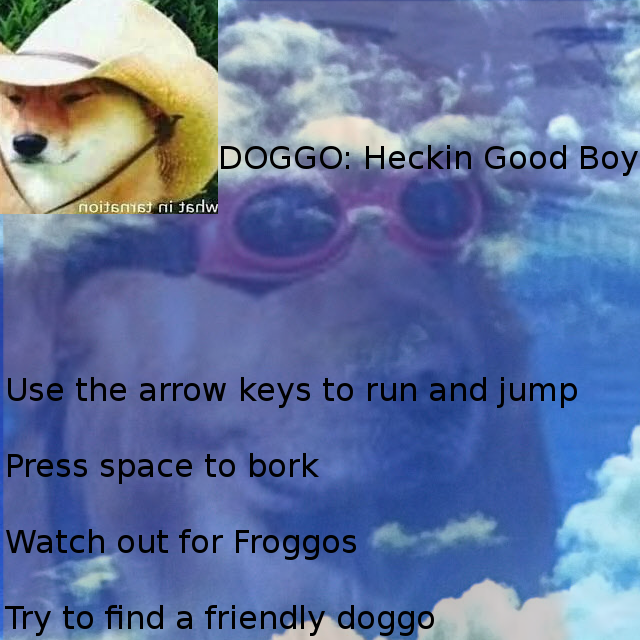 DOGGO: Heckin Good Boy
what in tarnation
Use the arrow keys to run and jump
Press space to bork
Watch out for Froggos
Try to find a friendly doggo